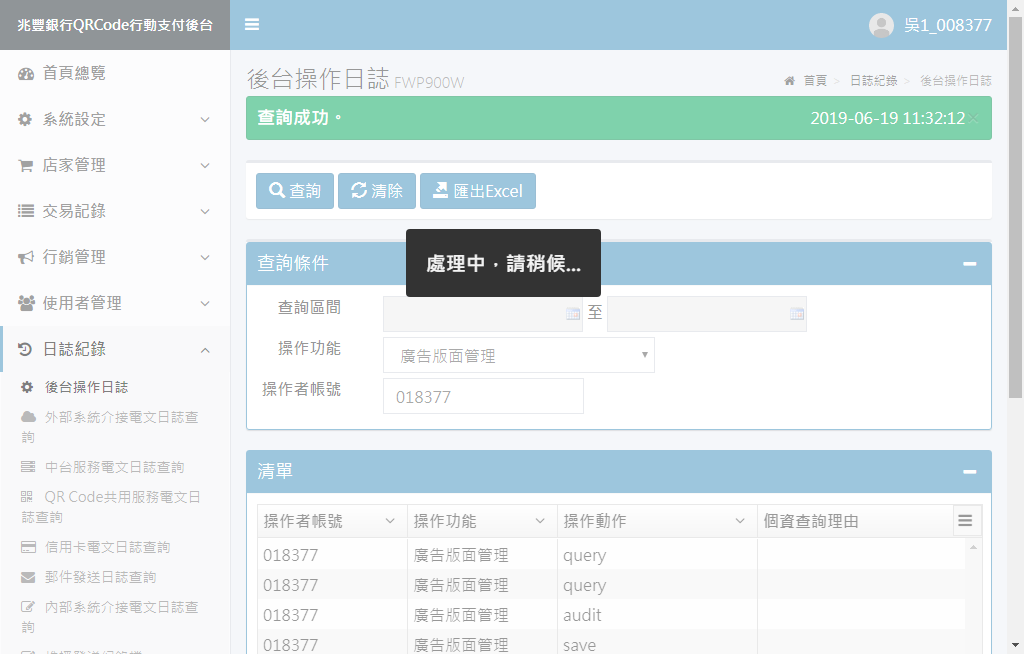 兆豐銀行QRCode行動支付後台
吳1_008377
首頁總覽
系統設定
店家管理
交易記錄
行銷管理
使用者管理
日誌紀錄
後台操作日誌
外部系統介接電文日誌查
詢
中台服務電文日誌查詢
QR Code共用服務電文日
誌查詢
信用卡電文日誌查詢
郵件發送日誌查詢
內部系統介接電文日誌查
詢
後台操作日誌 FWP900W
首頁 > 日誌紀錄 > 後台操作日誌
查詢成功。 2019-06-19 11:32:12
查詢 清除 匯出Excel
查詢條件
處理中，請稍候...
查詢區間 至
操作功能 廣告版面管理
操作者帳號 018377
清單
操作者帳號 操作功能 操作動作 個資查詢理由
018377 廣告版面管理 query
018377 廣告版面管理 query
018377 廣告版面管理 audit
018377 廣告版面管理 save